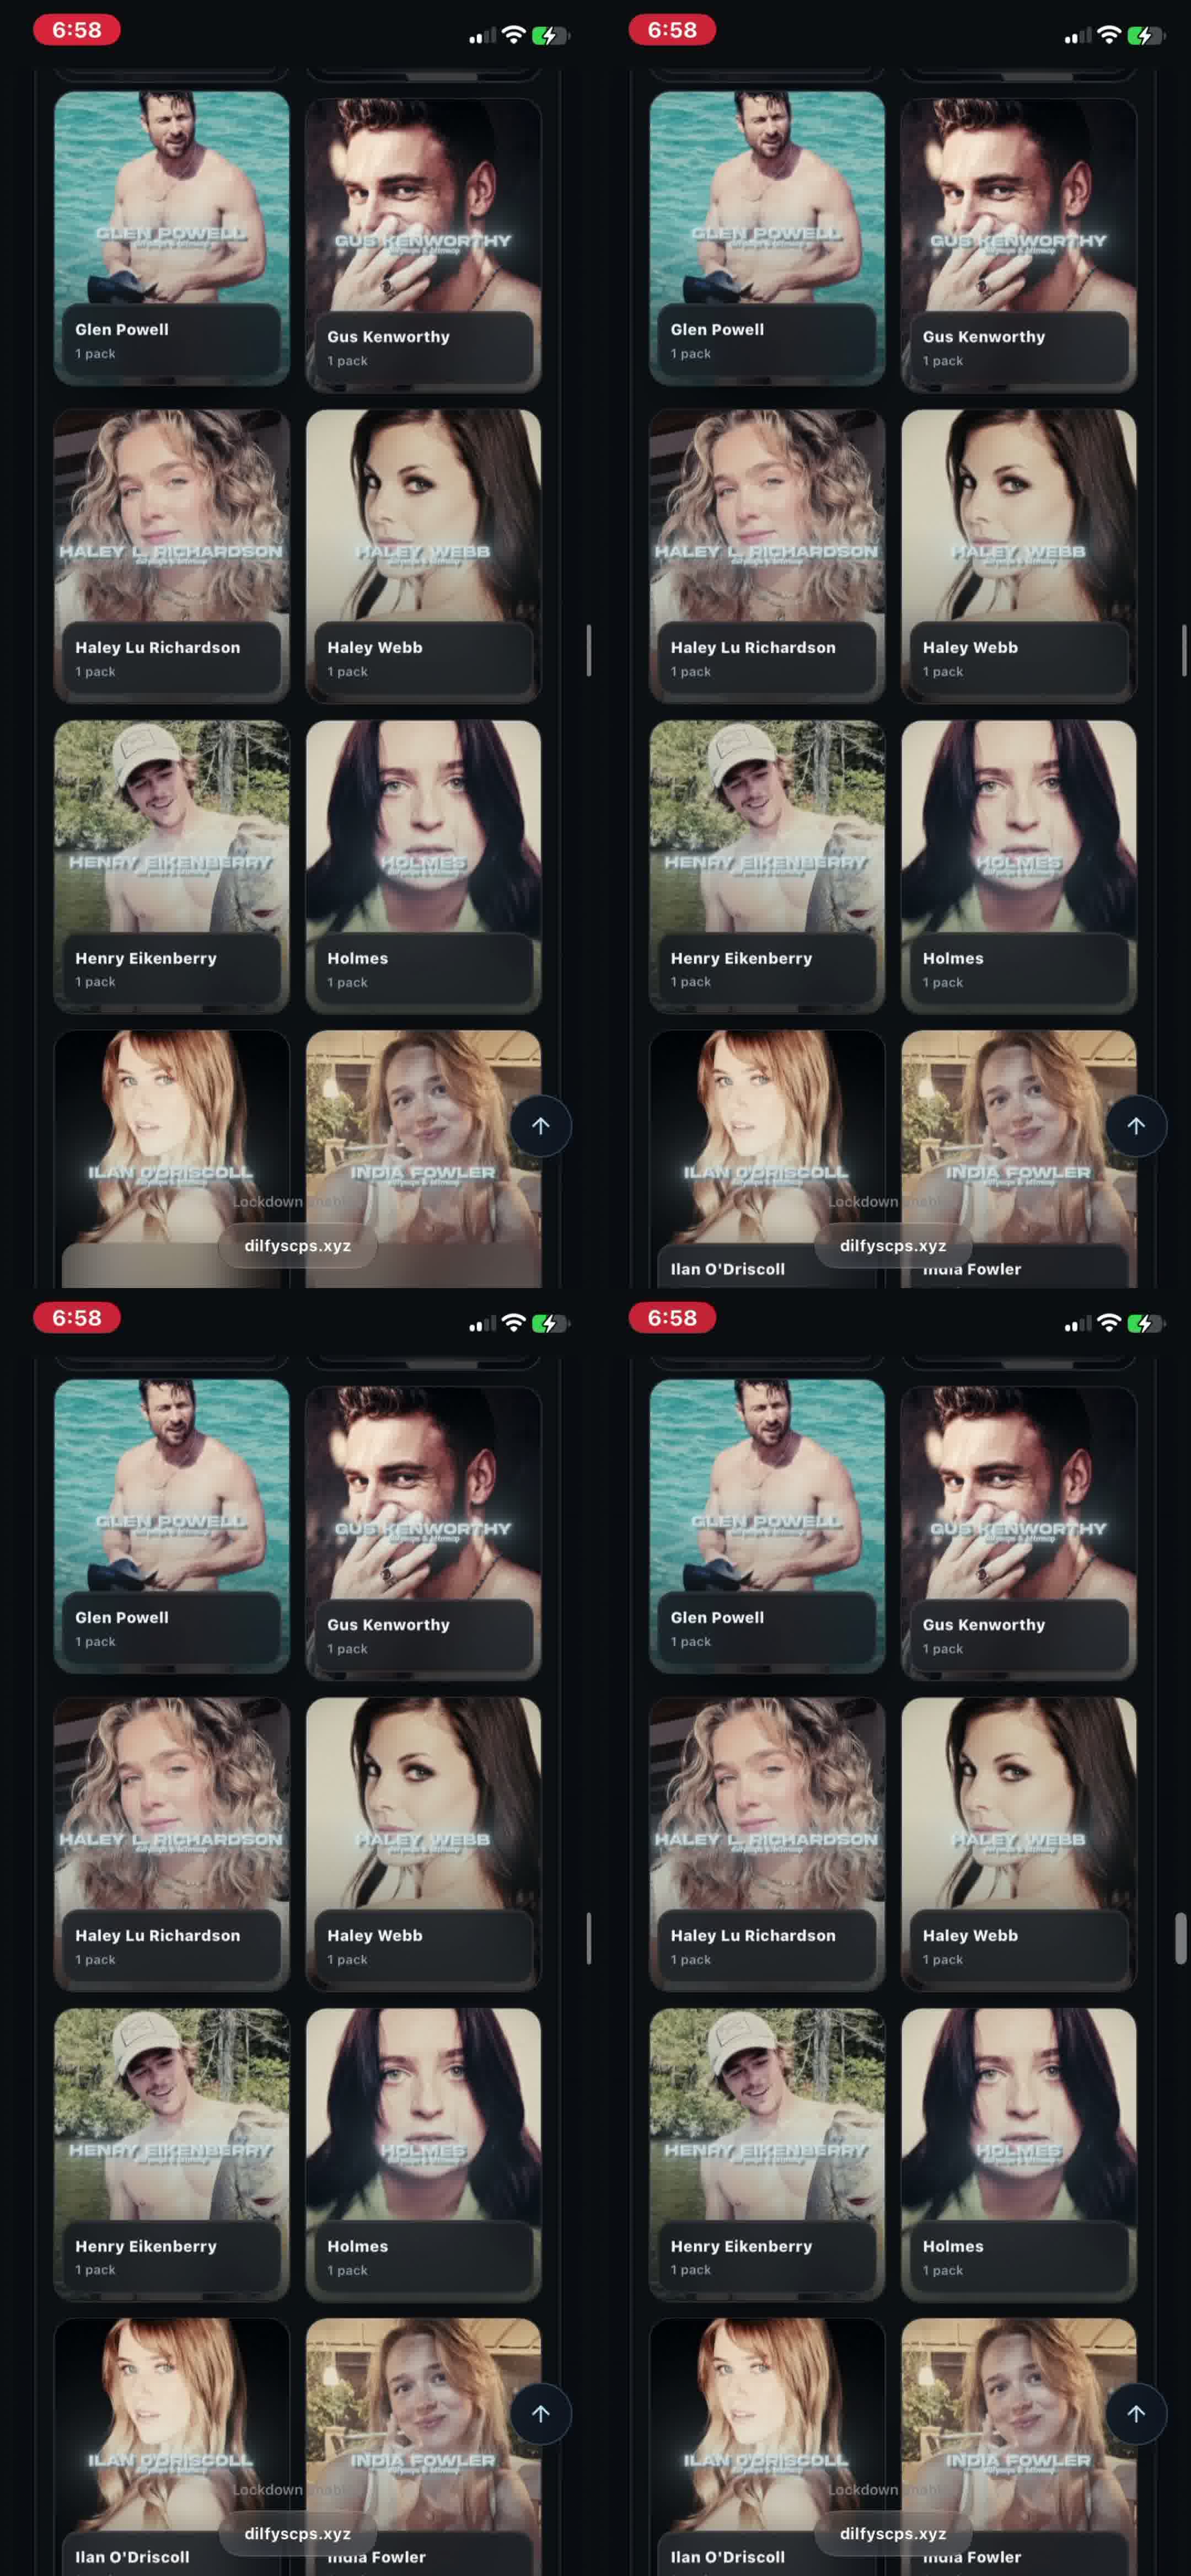 6:58
6:58
GLEN POWELL
GUS KENWORTHY
GLEN POWELL
GUS KENWORTHY
Glen Powell
Gus Kenworthy
Glen Powell
Gus Kenworthy
1 pack
1 pack
1 pack
1 pack
HALEY L. RICHARDSON
HALEY WEBB
HALEY L. RICHARDSON
HALEY WEBB
Haley Lu Richardson
Haley Webb
Haley Lu Richardson
Haley Webb
1 pack
1 pack
1 pack
1 pack
HENRY EIKENBERRY
HOLMES
HENRY EIKENBERRY
HOLMES
Henry Eikenberry
Holmes
Henry Eikenberry
Holmes
1 pack
1 pack
1 pack
1 pack
ILAN O'DRISCOLL
INDIA FOWLER
ILAN O'DRISCOLL
INDIA FOWLER
Lockdown
Lockdown
dilfyscps.xyz
dilfyscps.xyz
Ilan O'Driscoll
India Fowler
6:58
6:58
GLEN POWELL
GUS KENWORTHY
GLEN POWELL
GUS KENWORTHY
Glen Powell
Gus Kenworthy
Glen Powell
Gus Kenworthy
1 pack
1 pack
1 pack
1 pack
HALEY L. RICHARDSON
HALEY WEBB
HALEY L. RICHARDSON
HALEY WEBB
Haley Lu Richardson
Haley Webb
Haley Lu Richardson
Haley Webb
1 pack
1 pack
1 pack
1 pack
HENRY EIKENBERRY
HOLMES
HENRY EIKENBERRY
HOLMES
Henry Eikenberry
Holmes
Henry Eikenberry
Holmes
1 pack
1 pack
1 pack
1 pack
ILAN O'DRISCOLL
INDIA FOWLER
ILAN O'DRISCOLL
INDIA FOWLER
Lockdown
Lockdown
dilfyscps.xyz
dilfyscps.xyz
Ilan O'Driscoll
India Fowler
Ilan O'Driscoll
India Fowler